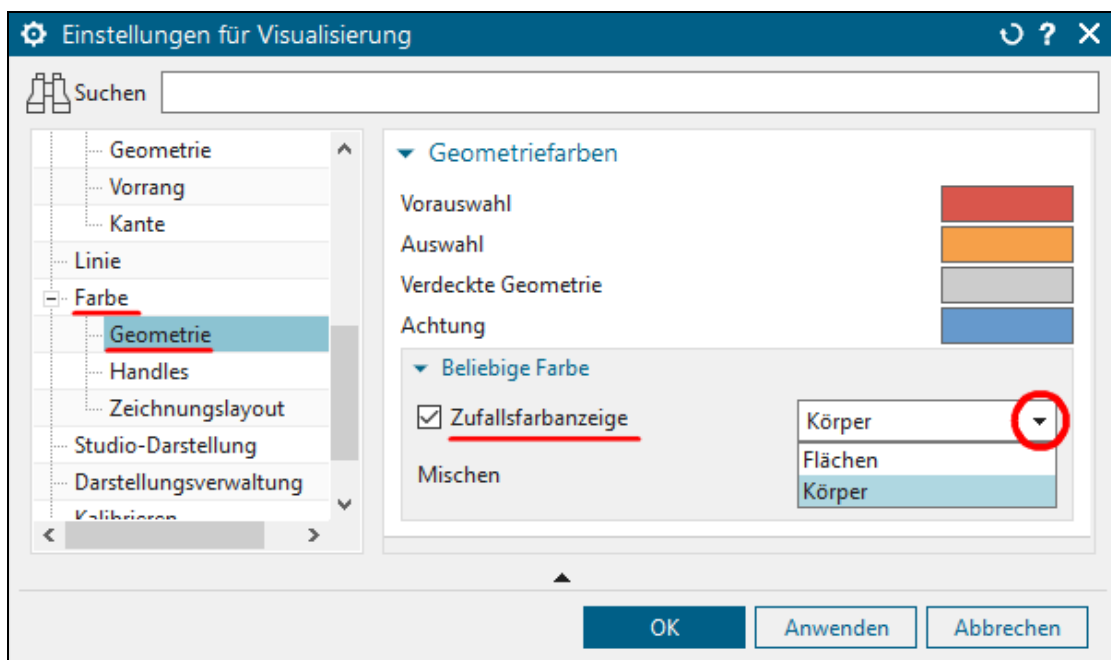 Einstellungen für Visualisierung
Suchen
Geometrie
Vorrang
Kante
Linie
Farbe
Geometrie
Handles
Zeichnungslayout
Studio-Darstellung
Darstellungsverwaltung
Kalibrieren
Geometriefarben
Vorauswahl
Auswahl
Verdeckte Geometrie
Achtung
Beliebige Farbe
Zufallsfarbanzeige
Körper
Flächen
Mischen
Körper
OK
Anwenden
Abbrechen